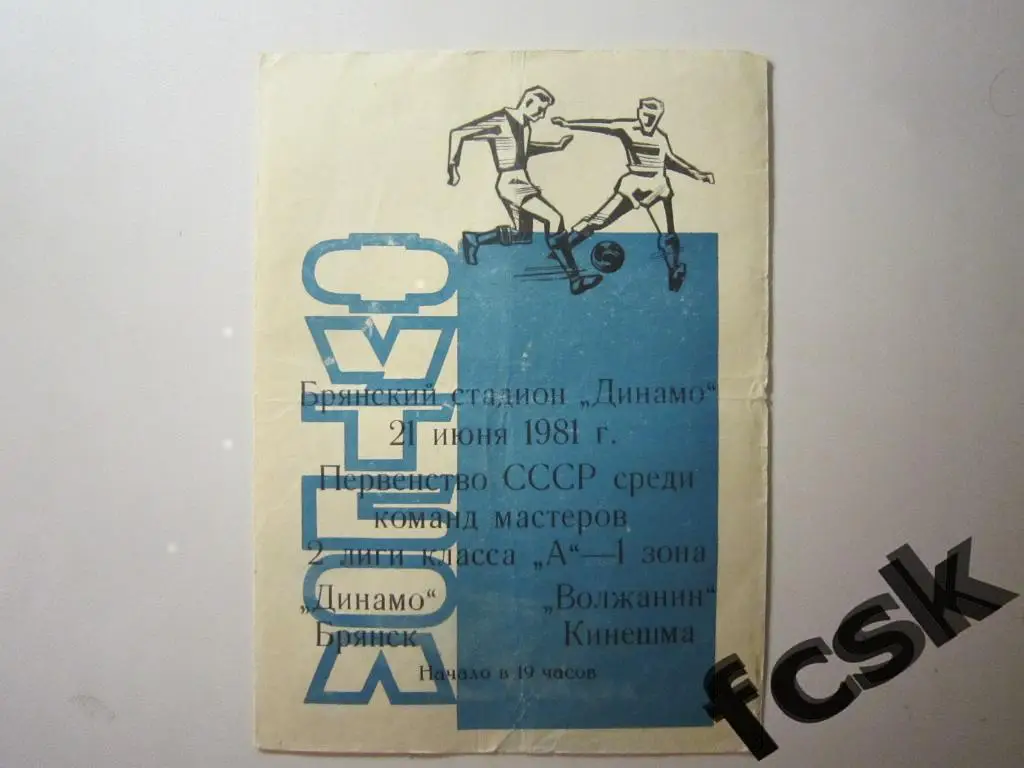 ФУТБОЛ
Брянский стадион „Динамо“
21 июня 1981 г.
Первенство СССР среди
команд мастеров
2 лиги класса „А“—1 зона
„Динамо“ „Волжанин“
Брянск Кинешма
Начало в 19 часов
fcsk